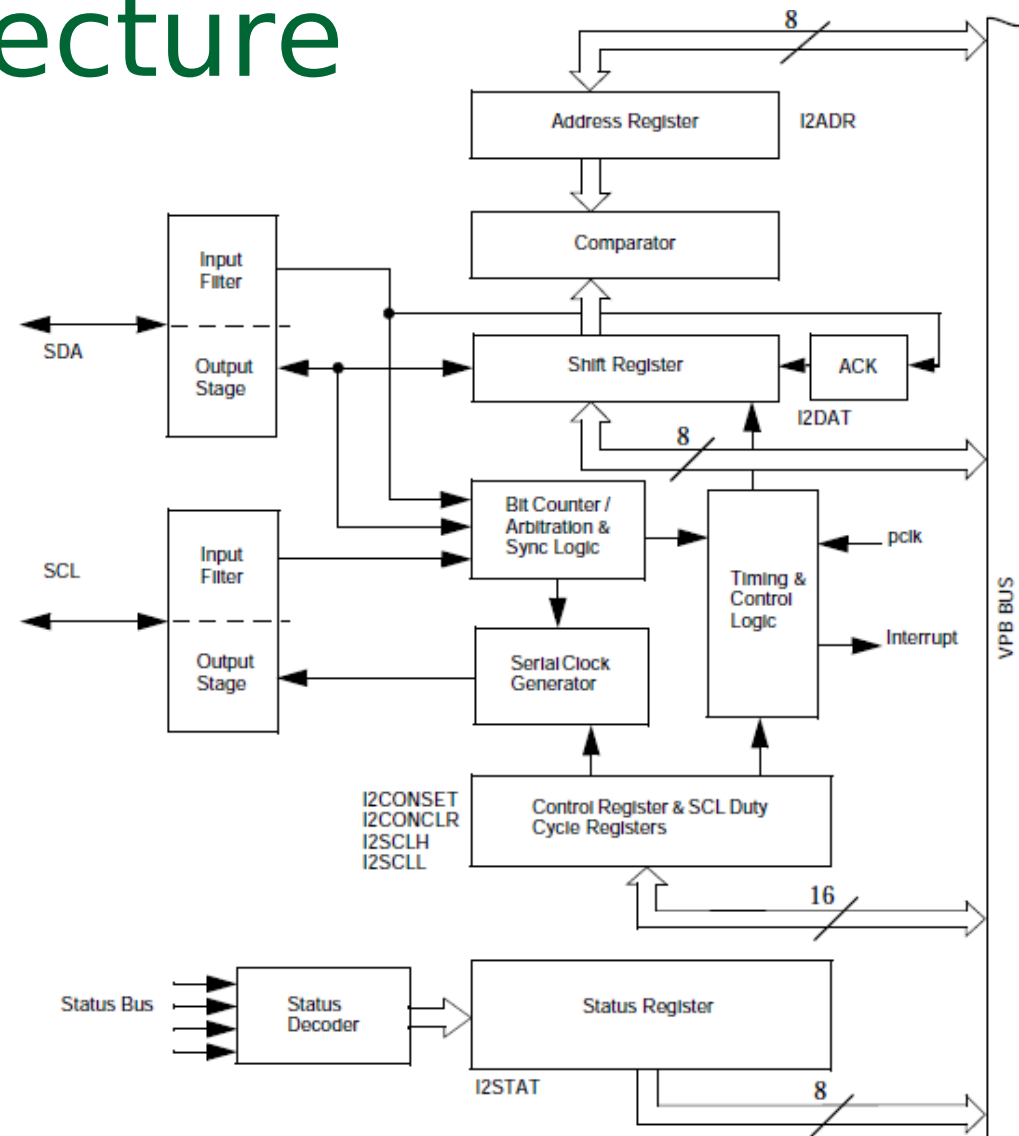 ecture
8
Address Register
I2ADR
Comparator
Input
Filter
SDA
Output
Stage
Shift Register
ACK
I2DAT
8
Bit Counter /
Arbitration &
Sync Logic
SCL
Input
Filter
Output
Stage
pclk
Timing &
Control
Logic
Interrupt
VPB BUS
Serial Clock
Generator
I2CONSET
I2CONCLR
I2SCLH
I2SCLL
Control Register & SCL Duty
Cycle Registers
16
Status Bus
Status
Decoder
Status Register
I2STAT
8